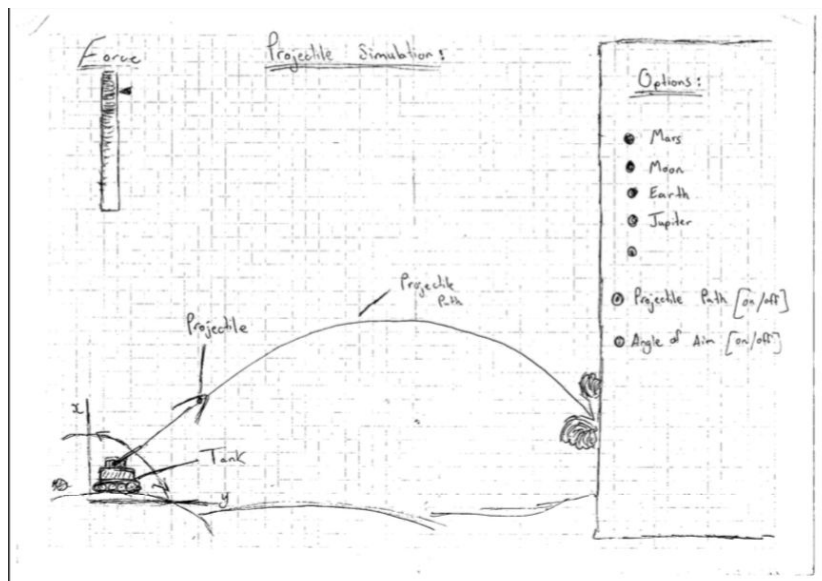 Force
Projectile Simulation:
Options:
Mars
Moon
Earth
Jupiter
Projectile Path [on/off]
Angle of Aim [on/off]
Projectile
Path
Projectile
x
Tank
y